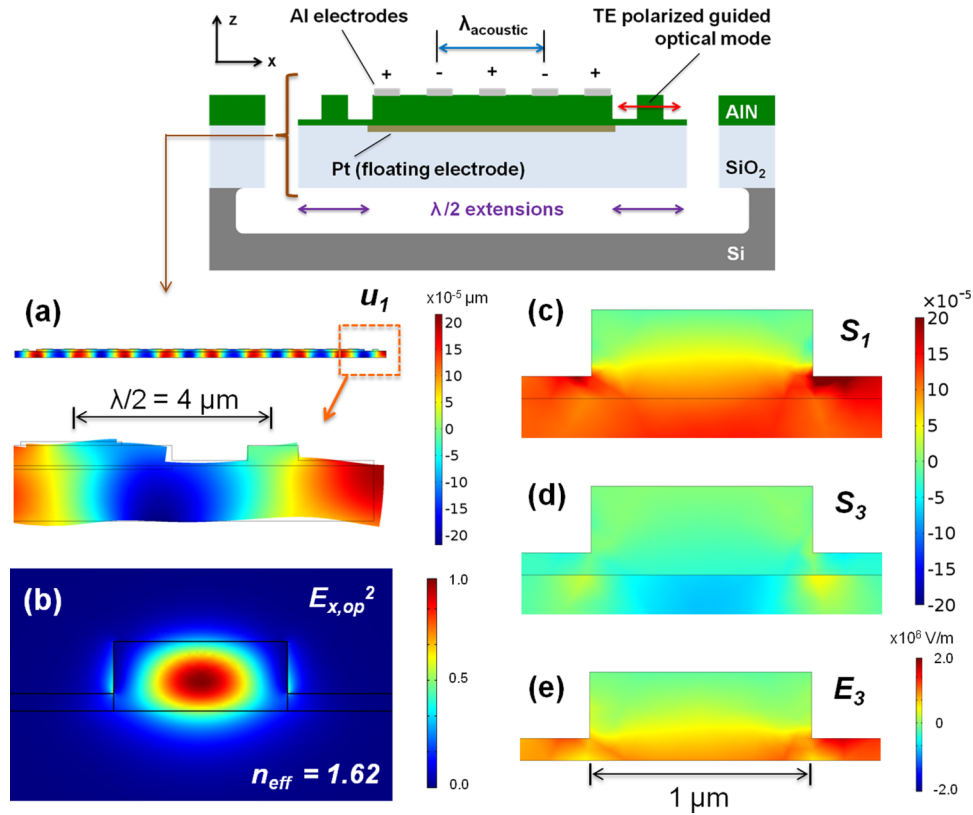 Al electrodes
λacoustic
TE polarized guided
optical mode
z
x
+ - + - +
AlN
Pt (floating electrode)
SiO2
λ/2 extensions
Si
(a)
u1
x10-5 µm
20
15
10
5
0
-5
-10
-15
-20
λ/2 = 4 µm
(b)
Ex,op2
neff = 1.62
1.0
0.5
0.0
(c)
S1
×10−5
20
15
10
5
0
-5
-10
-15
-20
(d)
S3
(e)
E3
x106 V/m
2.0
0
-2.0
1 µm